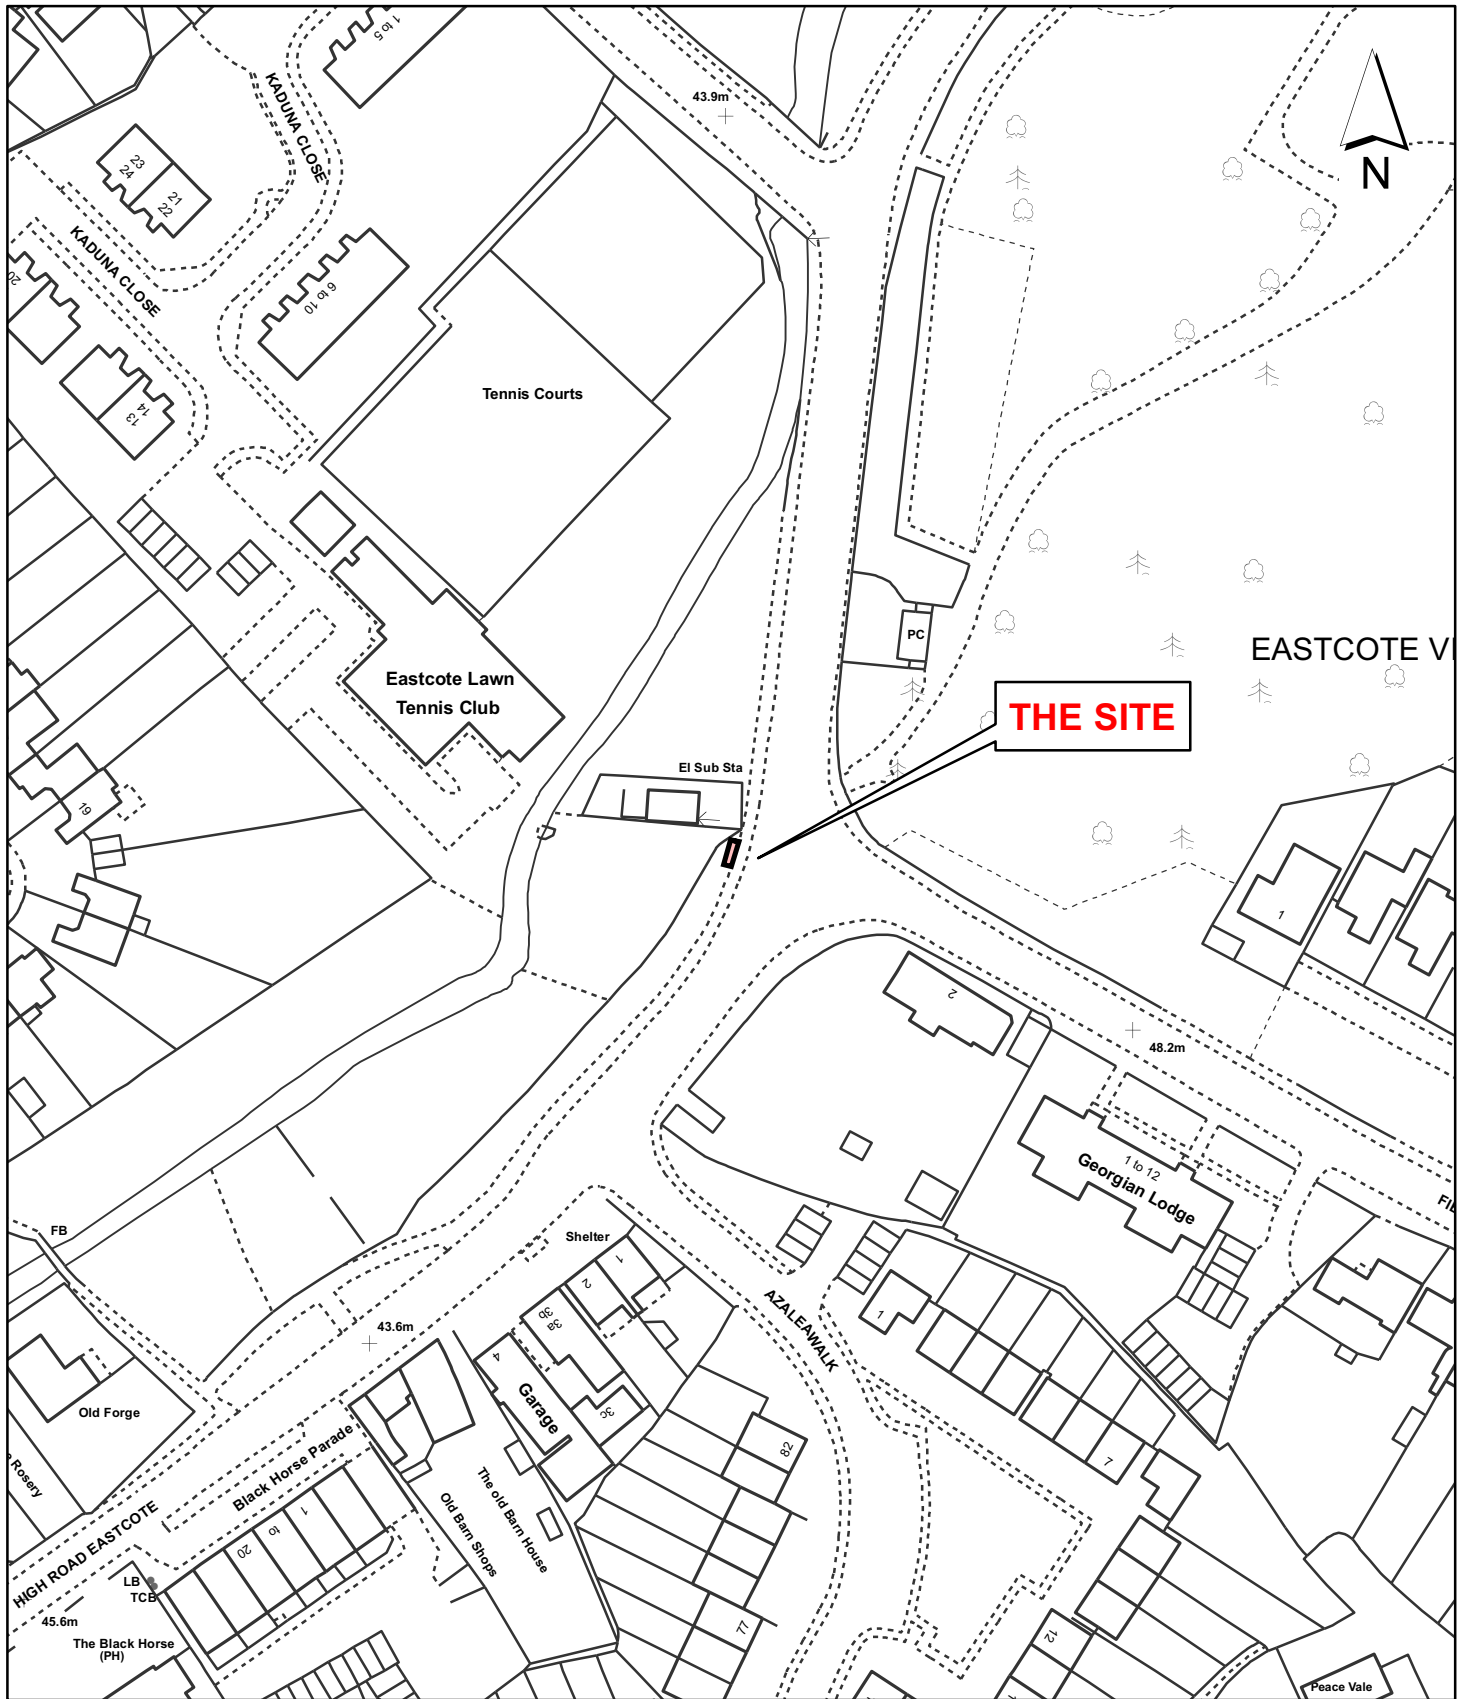 1 to 5
KADUNA CLOSE
43.9m
N
23
24
21
22
KADUNA CLOSE
20
6 to 10
13
14
Tennis Courts
PC
EASTCOTE VI
Eastcote Lawn
Tennis Club
THE SITE
El Sub Sta
19
1
2
48.2m
1 to 12
Georgian Lodge
FIE
FB
Shelter
1
2
3b
3a
43.6m
4
Garage
3c
AZALEAWALK
1
7
Old Forge
Rosery
Black Horse Parade
The old Barn House
Old Barn Shops
82
HIGH ROAD EASTCOTE
1
to
20
LB
TCB
45.6m
The Black Horse
(PH)
77
12
Peace Vale